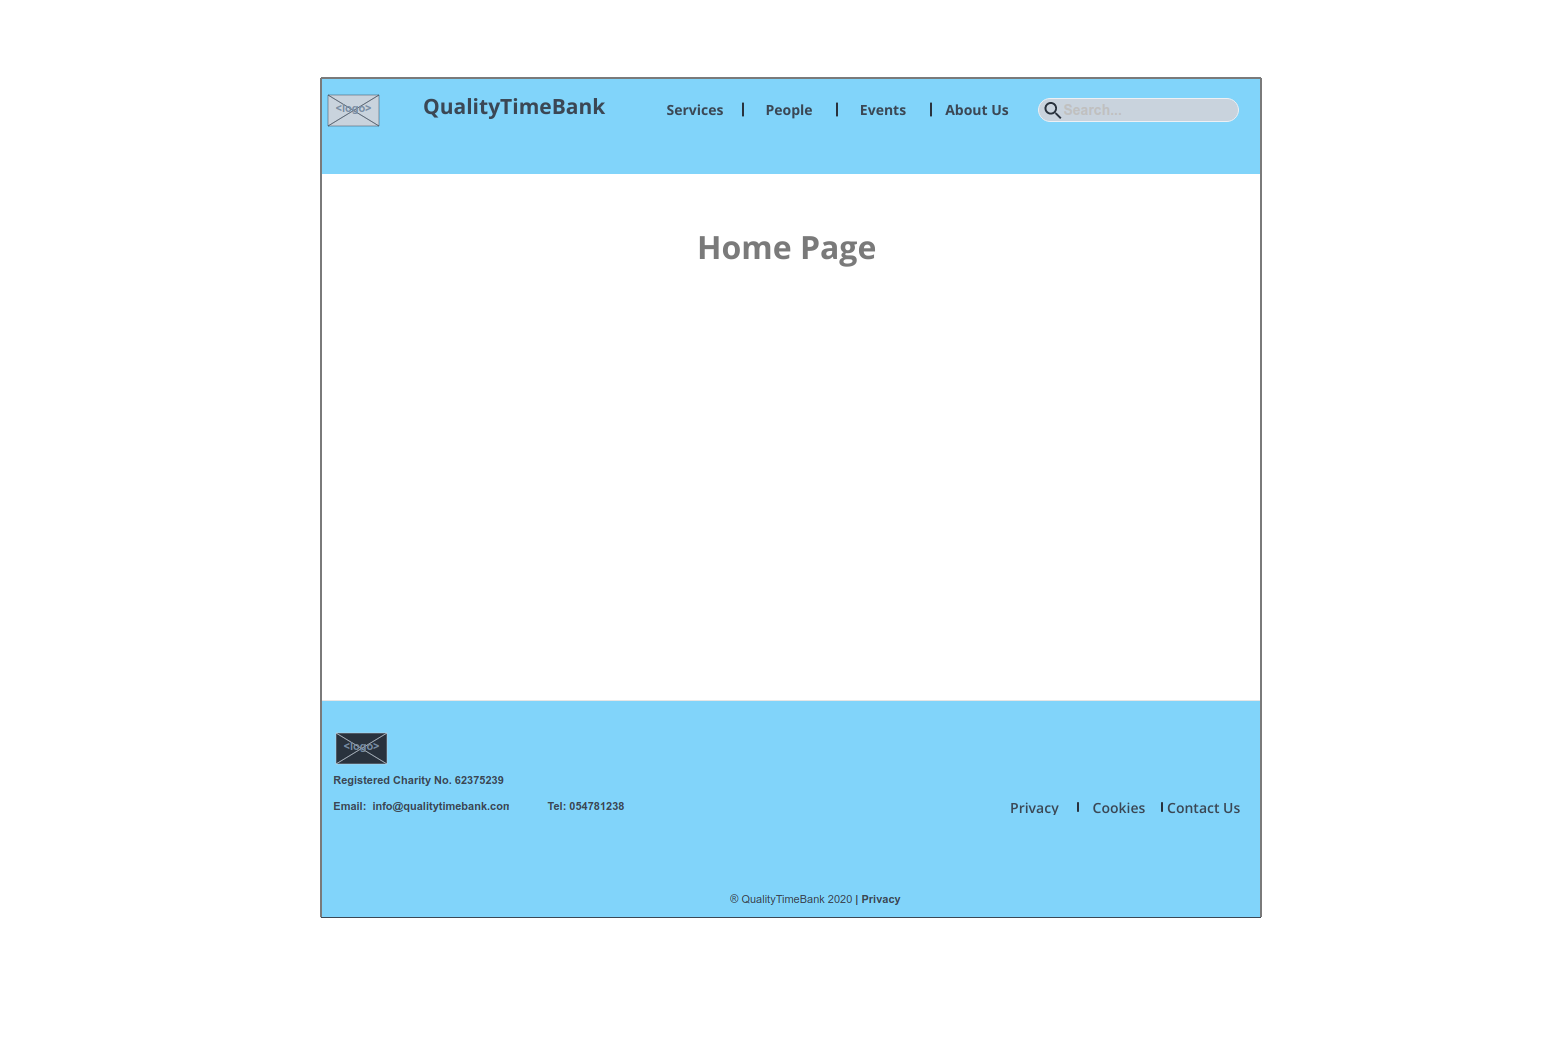 <logo> QualityTimeBank Services | People | Events | About Us Search...
Home Page
<logo>
Registered Charity No. 62375239
Email: info@qualitytimebank.con Tel: 054781238
Privacy | Cookies | Contact Us
® QualityTimeBank 2020 | Privacy